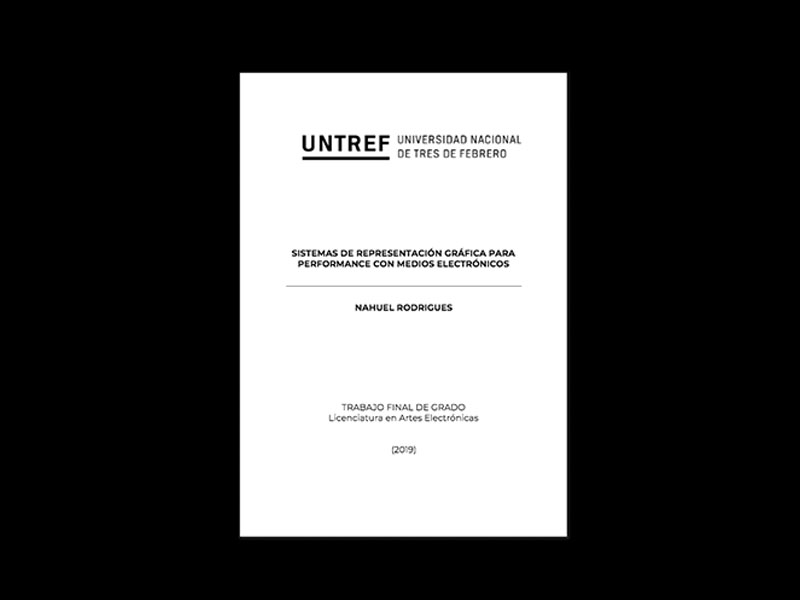 UNTREF
UNIVERSIDAD NACIONAL
DE TRES DE FEBRERO
SISTEMAS DE REPRESENTACIÓN GRÁFICA PARA
PERFORMANCE CON MEDIOS ELECTRÓNICOS
NAHUEL RODRIGUES
TRABAJO FINAL DE GRADO
Licenciatura en Artes Electrónicas
(2019)